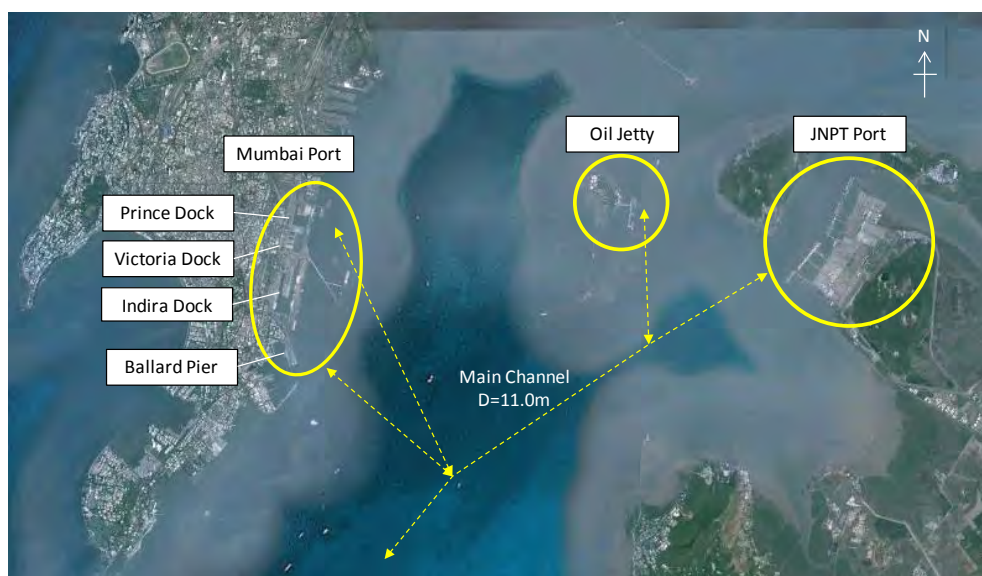 N
Oil Jetty
JNPT Port
Mumbai Port
Prince Dock
Victoria Dock
Indira Dock
Ballard Pier
Main Channel
D=11.0m